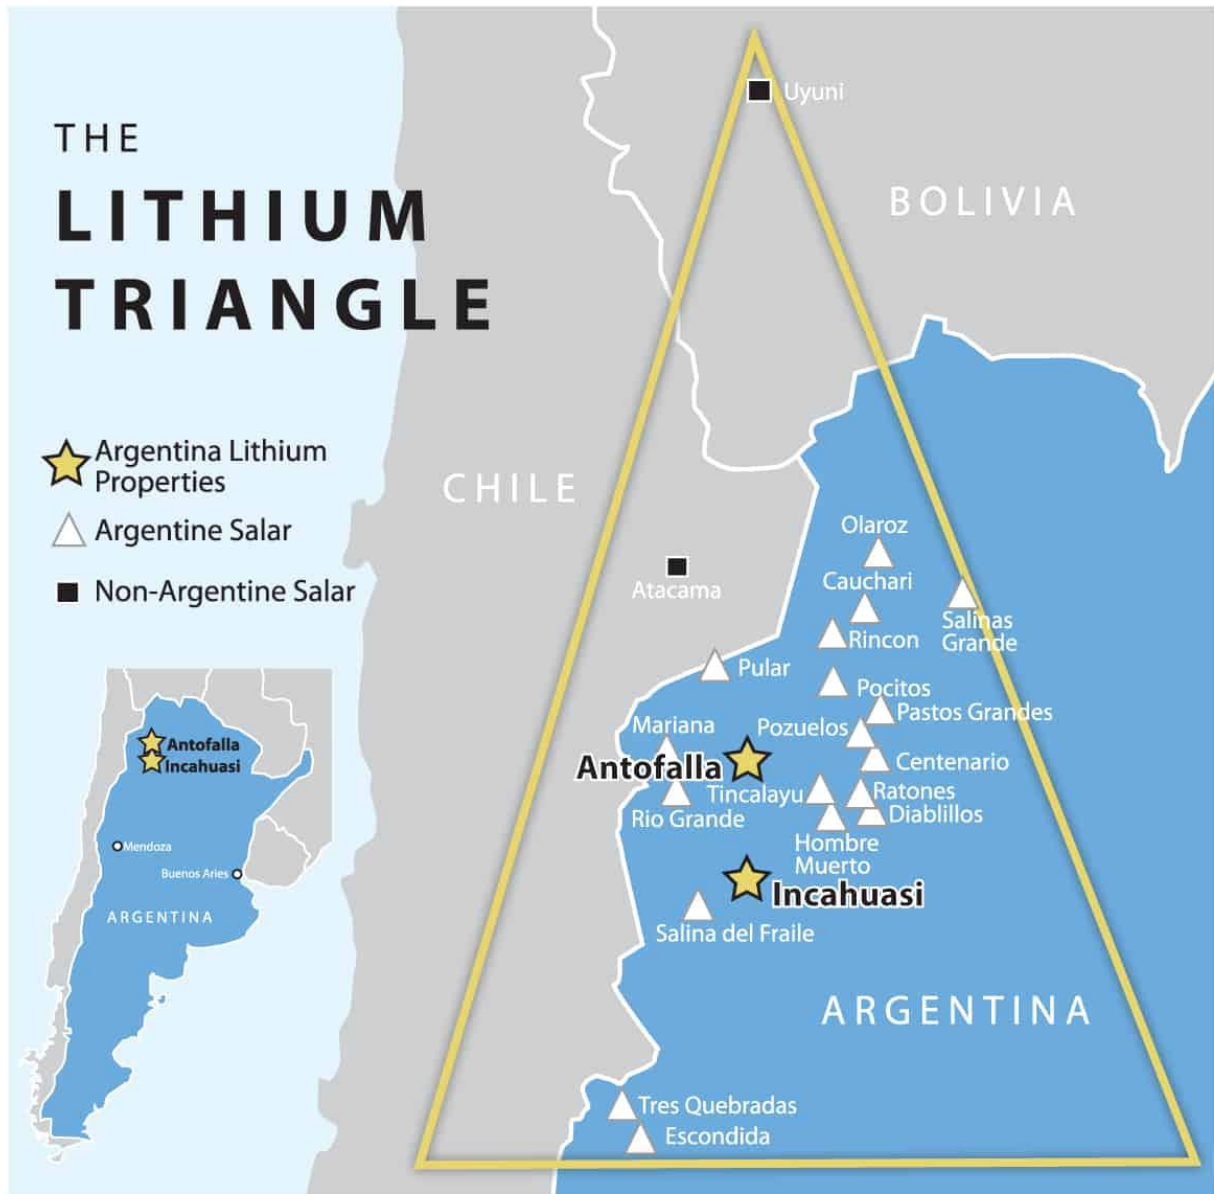 THE
LITHIUM
TRIANGLE
Argentina Lithium
Properties
Argentine Salar
Non-Argentine Salar
Uyuni
BOLIVIA
CHILE
Atacama
Olaroz
Cauchari
Salinas
Grande
Rincon
Pular
Pocitos
Pastos Grandes
Mariana
Pozuelos
Antofalla
Centenario
Tincalayu
Ratones
Rio Grande
Diablillos
Hombre
Muerto
Incahuasi
Salina del Fraile
ARGENTINA
Tres Quebradas
Escondida
Antofalla
Incahuasi
Mendoza
Buenos Aries
ARGENTINA